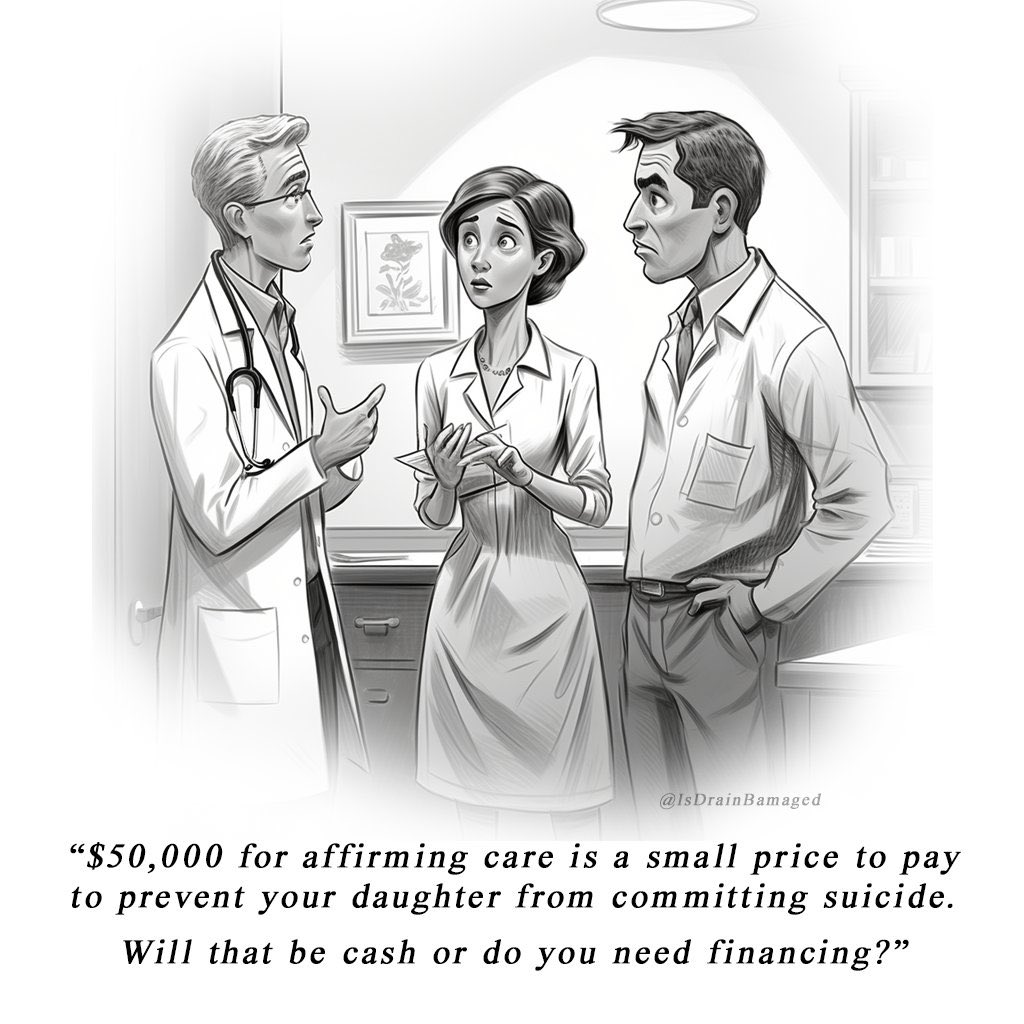 @IsDrainBamaged
“$50,000 for affirming care is a small price to pay
to prevent your daughter from committing suicide.
Will that be cash or do you need financing?”